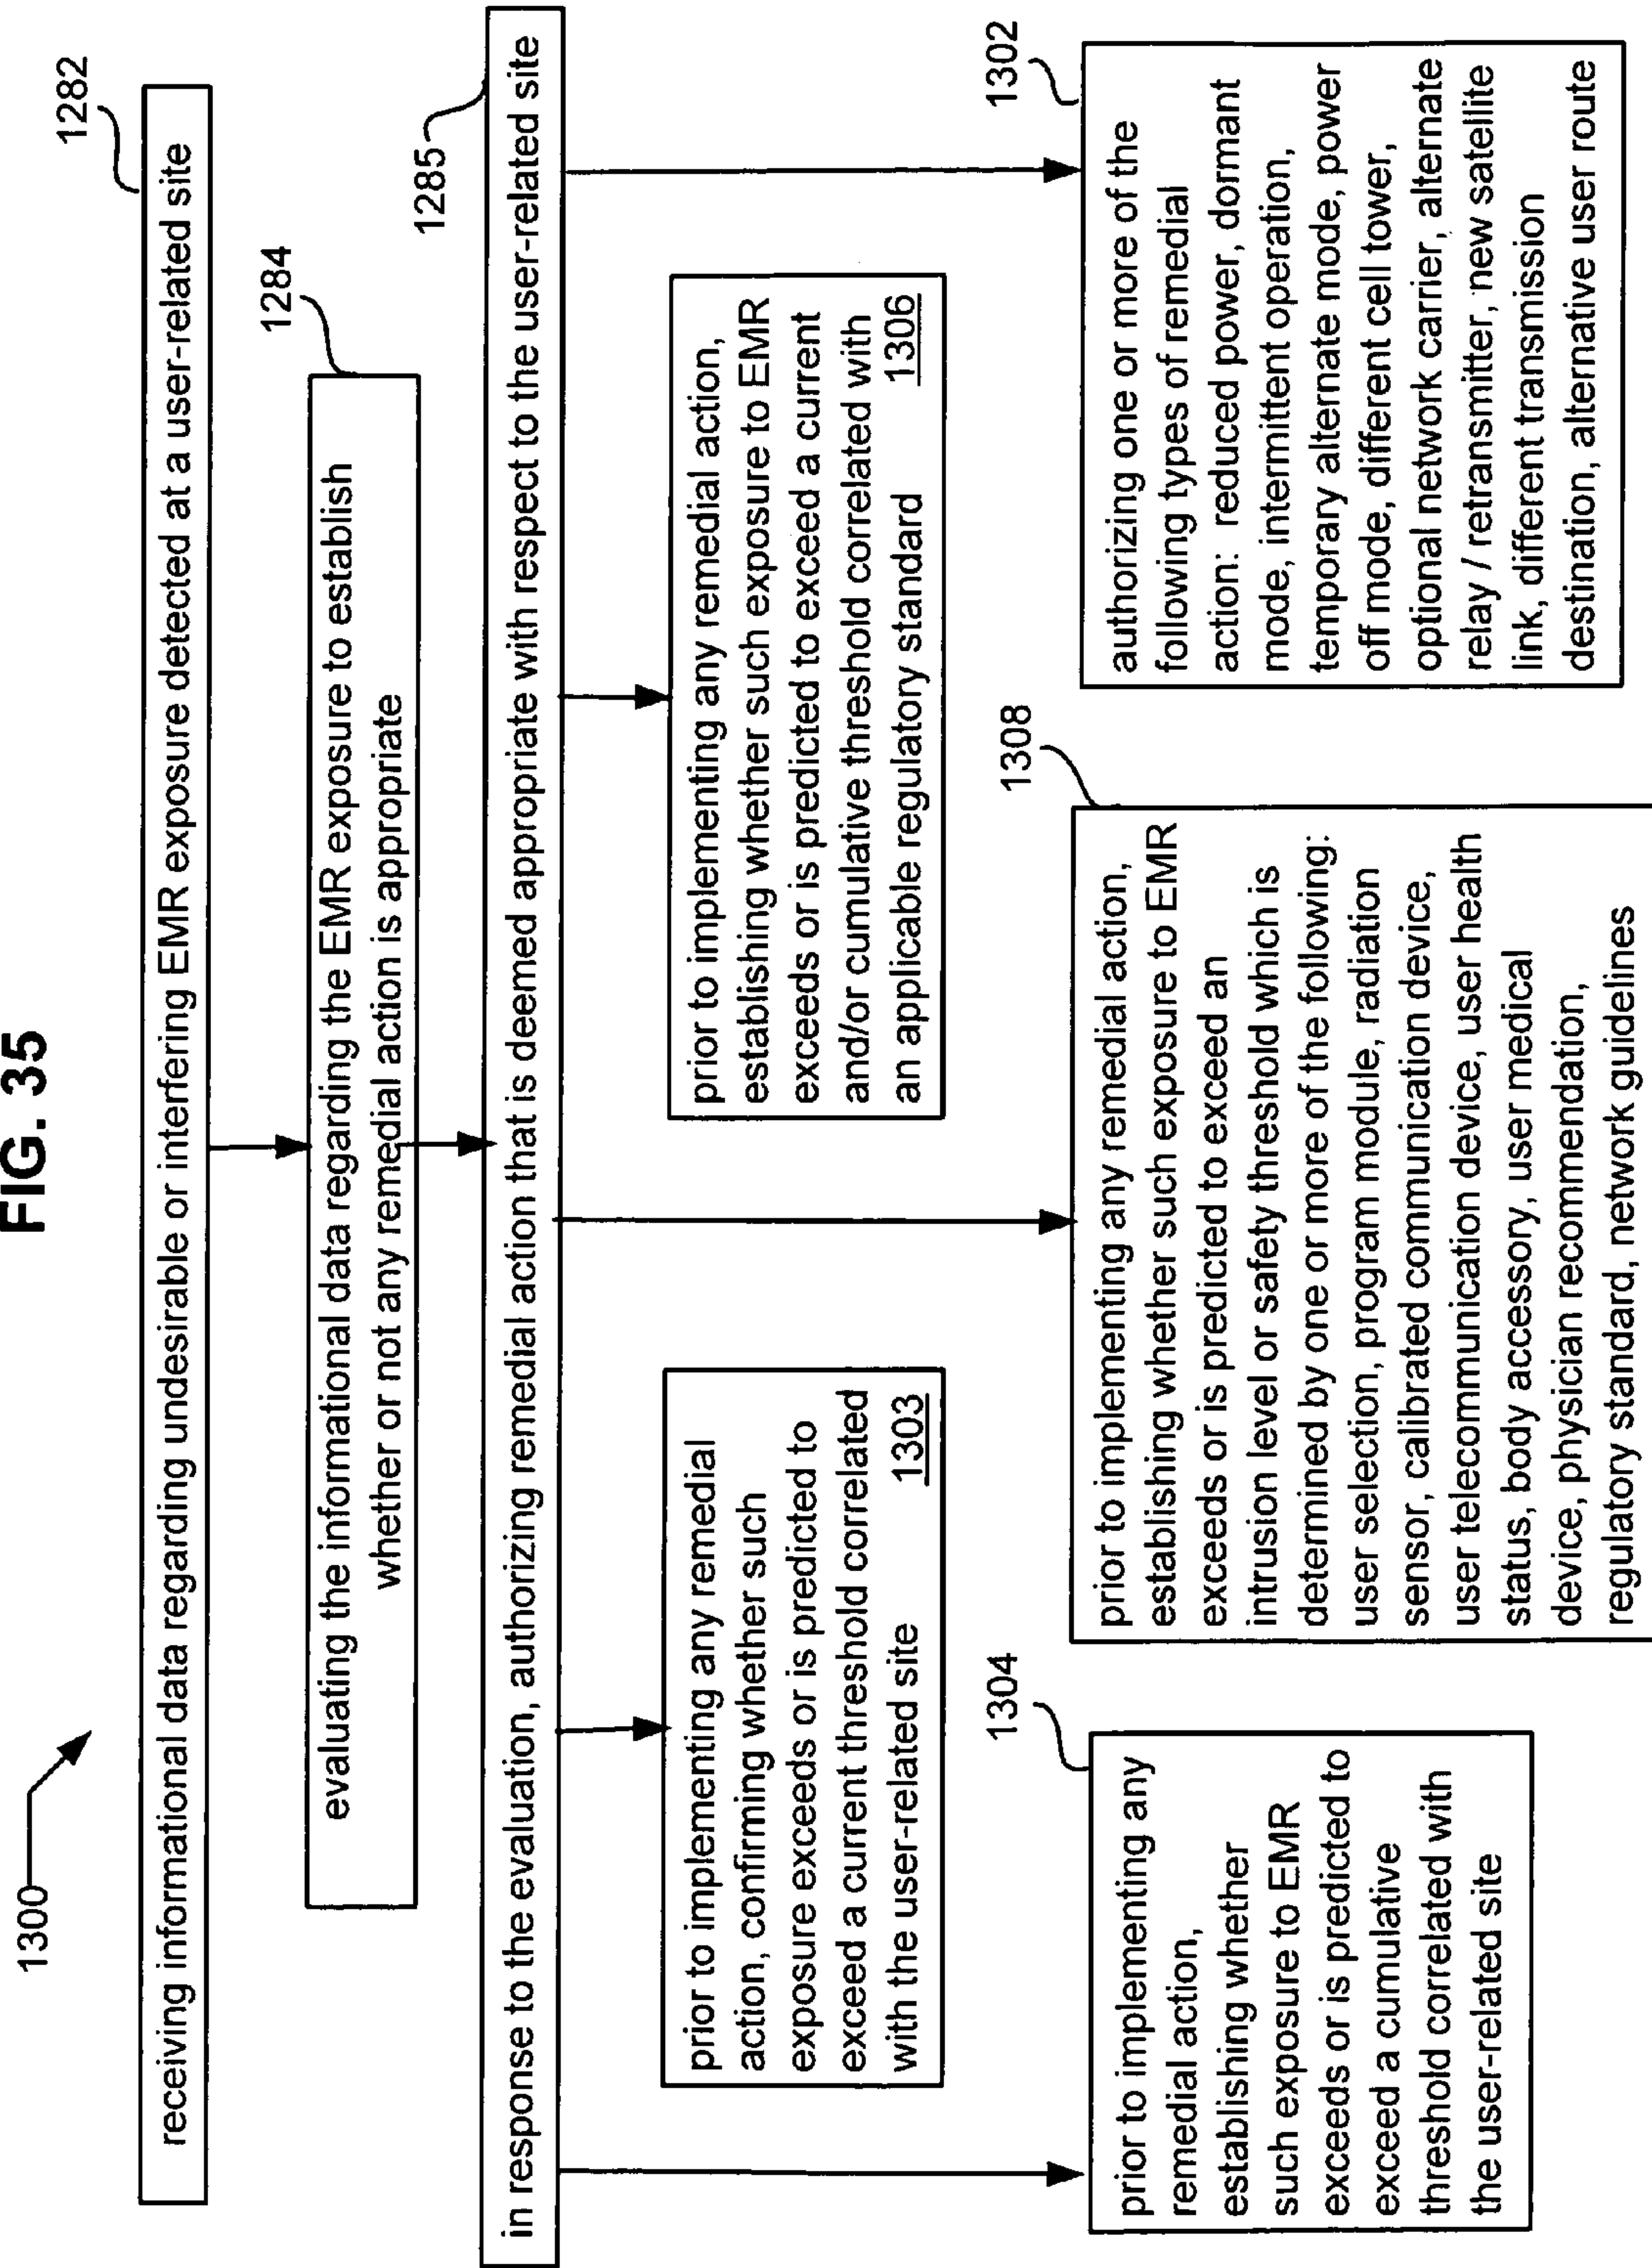 FIG. 35
1300
1282
receiving informational data regarding undesirable or interfering EMR exposure detected at a user-related site
1284
evaluating the informational data regarding the EMR exposure to establish
whether or not any remedial action is appropriate
1285
in response to the evaluation, authorizing remedial action that is deemed appropriate with respect to the user-related site
prior to implementing any remedial
action, confirming whether such
exposure exceeds or is predicted to
exceed a current threshold correlated
with the user-related site 1303
prior to implementing any remedial action,
establishing whether such exposure to EMR
exceeds or is predicted to exceed a current
and/or cumulative threshold correlated with
an applicable regulatory standard 1306
1304
prior to implementing any
remedial action,
establishing whether
such exposure to EMR
exceeds or is predicted to
exceed a cumulative
threshold correlated with
the user-related site
1308
prior to implementing any remedial action,
establishing whether such exposure to EMR
exceeds or is predicted to exceed an
intrusion level or safety threshold which is
determined by one or more of the following:
user selection, program module, radiation
sensor, calibrated communication device,
user telecommunication device, user health
status, body accessory, user medical
device, physician recommendation,
regulatory standard, network guidelines
1302
authorizing one or more of the
following types of remedial
action: reduced power, dormant
mode, intermittent operation,
temporary alternate mode, power
off mode, different cell tower,
optional network carrier, alternate
relay / retransmitter, new satellite
link, different transmission
destination, alternative user route